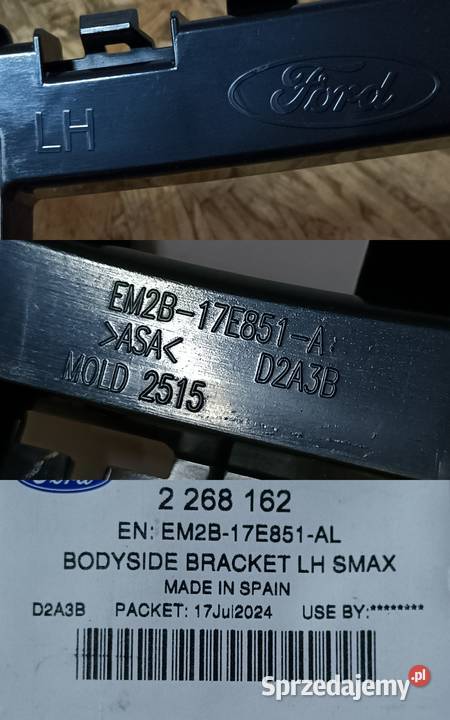 LH
Ford
EM2B-17E851-A
>ASA< D2A3B
MOLD 2515
Ford
2 268 162
EN: EM2B-17E851-AL
BODYSIDE BRACKET LH SMAX
MADE IN SPAIN
D2A3B PACKET: 17Jul2024 USE BY:********
Sprzedajemy.pl